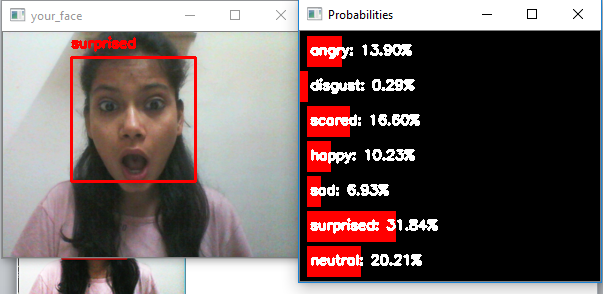 your_face
surprised
Probabilities
angry: 13.90%
disgust: 0.29%
scared: 16.60%
happy: 10.23%
sad: 6.93%
surprised: 31.84%
neutral: 20.21%